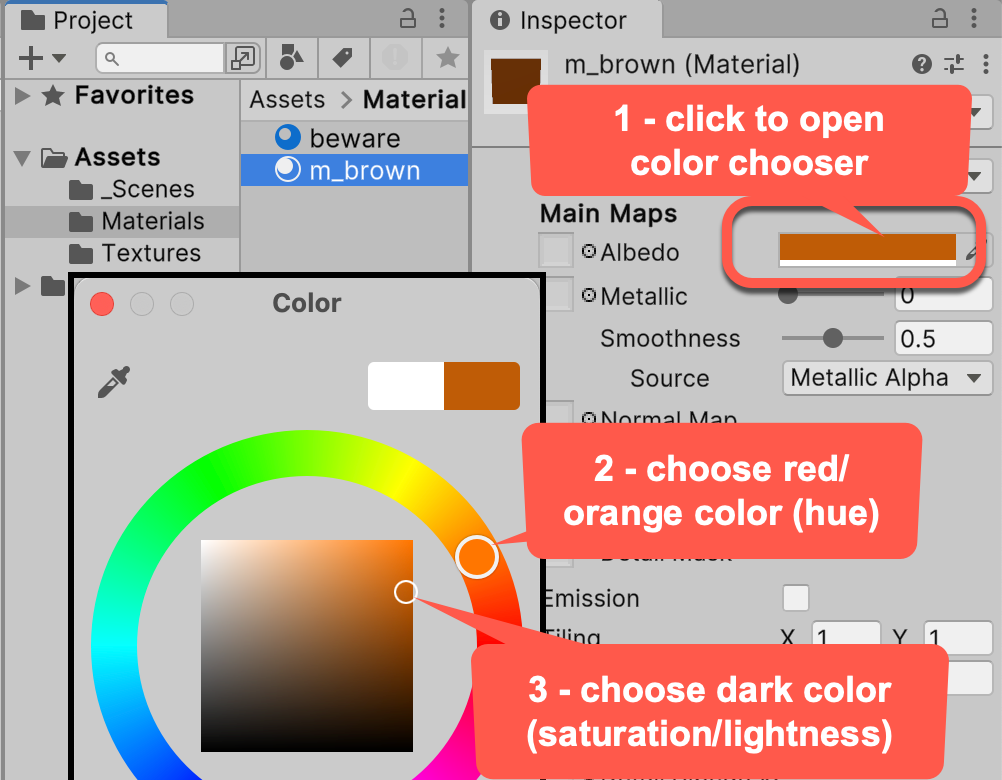 Project
Inspector
m_brown (Material)
Favorites
Assets > Material
beware
m_brown
Assets
_Scenes
Materials
Textures
1 - click to open
color chooser
Main Maps
Albedo
Metallic
0
Smoothness
0.5
Source
Metallic Alpha
Normal Map
Color
2 - choose red/
orange color (hue)
Detail Mask
Emission
Tiling
X 1
Y 1
3 - choose dark color
(saturation/lightness)